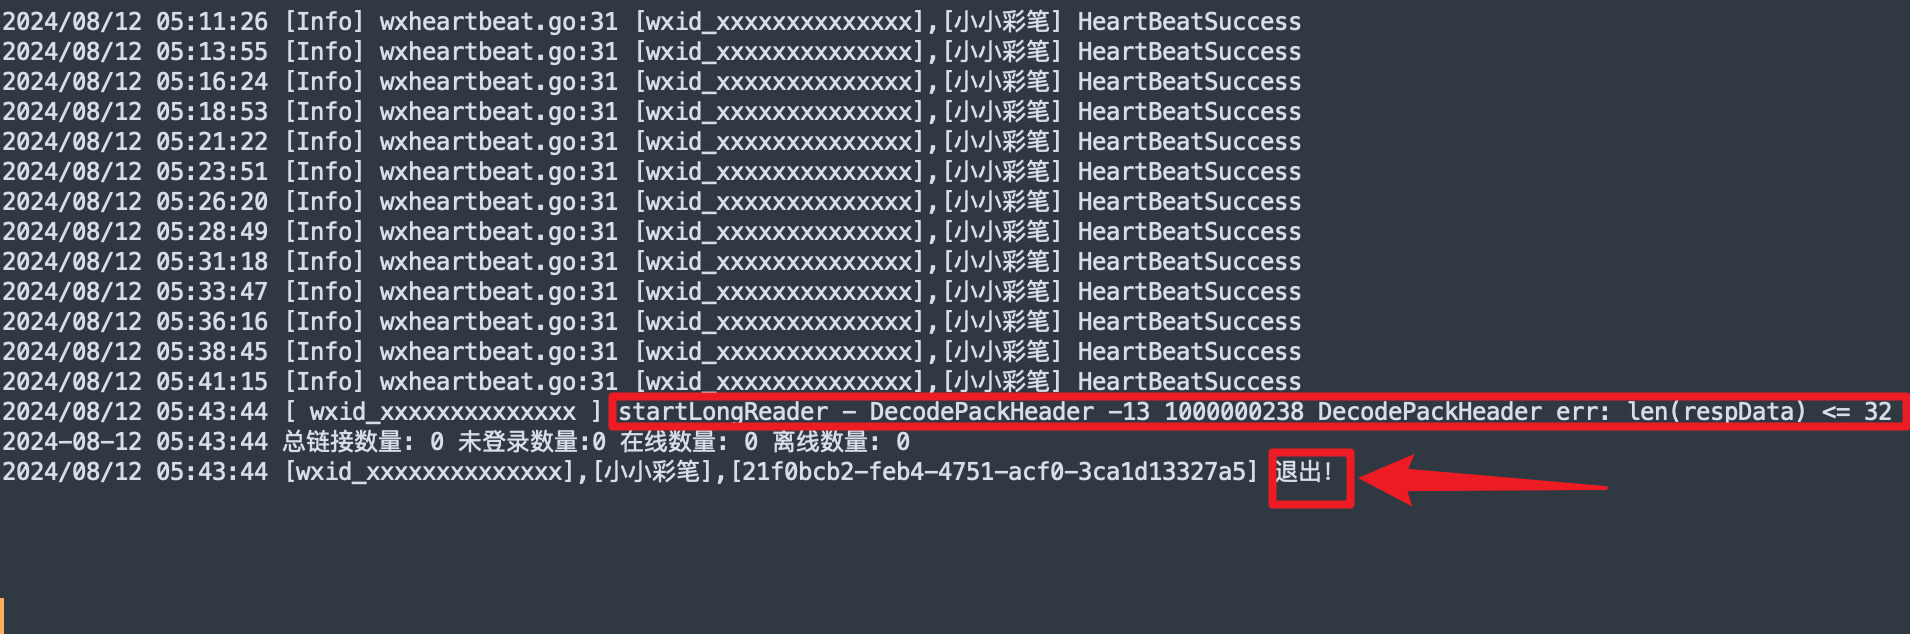 2024/08/12 05:11:26 [Info] wxheartbeat.go:31 [wxid_xxxxxxxxxxxxxx],[小小彩笔] HeartBeatSuccess
2024/08/12 05:13:55 [Info] wxheartbeat.go:31 [wxid_xxxxxxxxxxxxxx],[小小彩笔] HeartBeatSuccess
2024/08/12 05:16:24 [Info] wxheartbeat.go:31 [wxid_xxxxxxxxxxxxxx],[小小彩笔] HeartBeatSuccess
2024/08/12 05:18:53 [Info] wxheartbeat.go:31 [wxid_xxxxxxxxxxxxxx],[小小彩笔] HeartBeatSuccess
2024/08/12 05:21:22 [Info] wxheartbeat.go:31 [wxid_xxxxxxxxxxxxxx],[小小彩笔] HeartBeatSuccess
2024/08/12 05:23:51 [Info] wxheartbeat.go:31 [wxid_xxxxxxxxxxxxxx],[小小彩笔] HeartBeatSuccess
2024/08/12 05:26:20 [Info] wxheartbeat.go:31 [wxid_xxxxxxxxxxxxxx],[小小彩笔] HeartBeatSuccess
2024/08/12 05:28:49 [Info] wxheartbeat.go:31 [wxid_xxxxxxxxxxxxxx],[小小彩笔] HeartBeatSuccess
2024/08/12 05:31:18 [Info] wxheartbeat.go:31 [wxid_xxxxxxxxxxxxxx],[小小彩笔] HeartBeatSuccess
2024/08/12 05:33:47 [Info] wxheartbeat.go:31 [wxid_xxxxxxxxxxxxxx],[小小彩笔] HeartBeatSuccess
2024/08/12 05:36:16 [Info] wxheartbeat.go:31 [wxid_xxxxxxxxxxxxxx],[小小彩笔] HeartBeatSuccess
2024/08/12 05:38:45 [Info] wxheartbeat.go:31 [wxid_xxxxxxxxxxxxxx],[小小彩笔] HeartBeatSuccess
2024/08/12 05:41:15 [Info] wxheartbeat.go:31 [wxid_xxxxxxxxxxxxxx],[小小彩笔] HeartBeatSuccess
2024/08/12 05:43:44 [ wxid_xxxxxxxxxxxxxx ] startLongReader - DecodePackHeader -13 1000000238 DecodePackHeader err: len(respData) <= 32
2024-08-12 05:43:44 总链接数量: 0 未登录数量:0 在线数量: 0 离线数量: 0
2024/08/12 05:43:44 [wxid_xxxxxxxxxxxxxx],[小小彩笔],[21f0bcb2-feb4-4751-acf0-3ca1d13327a5] 退出!